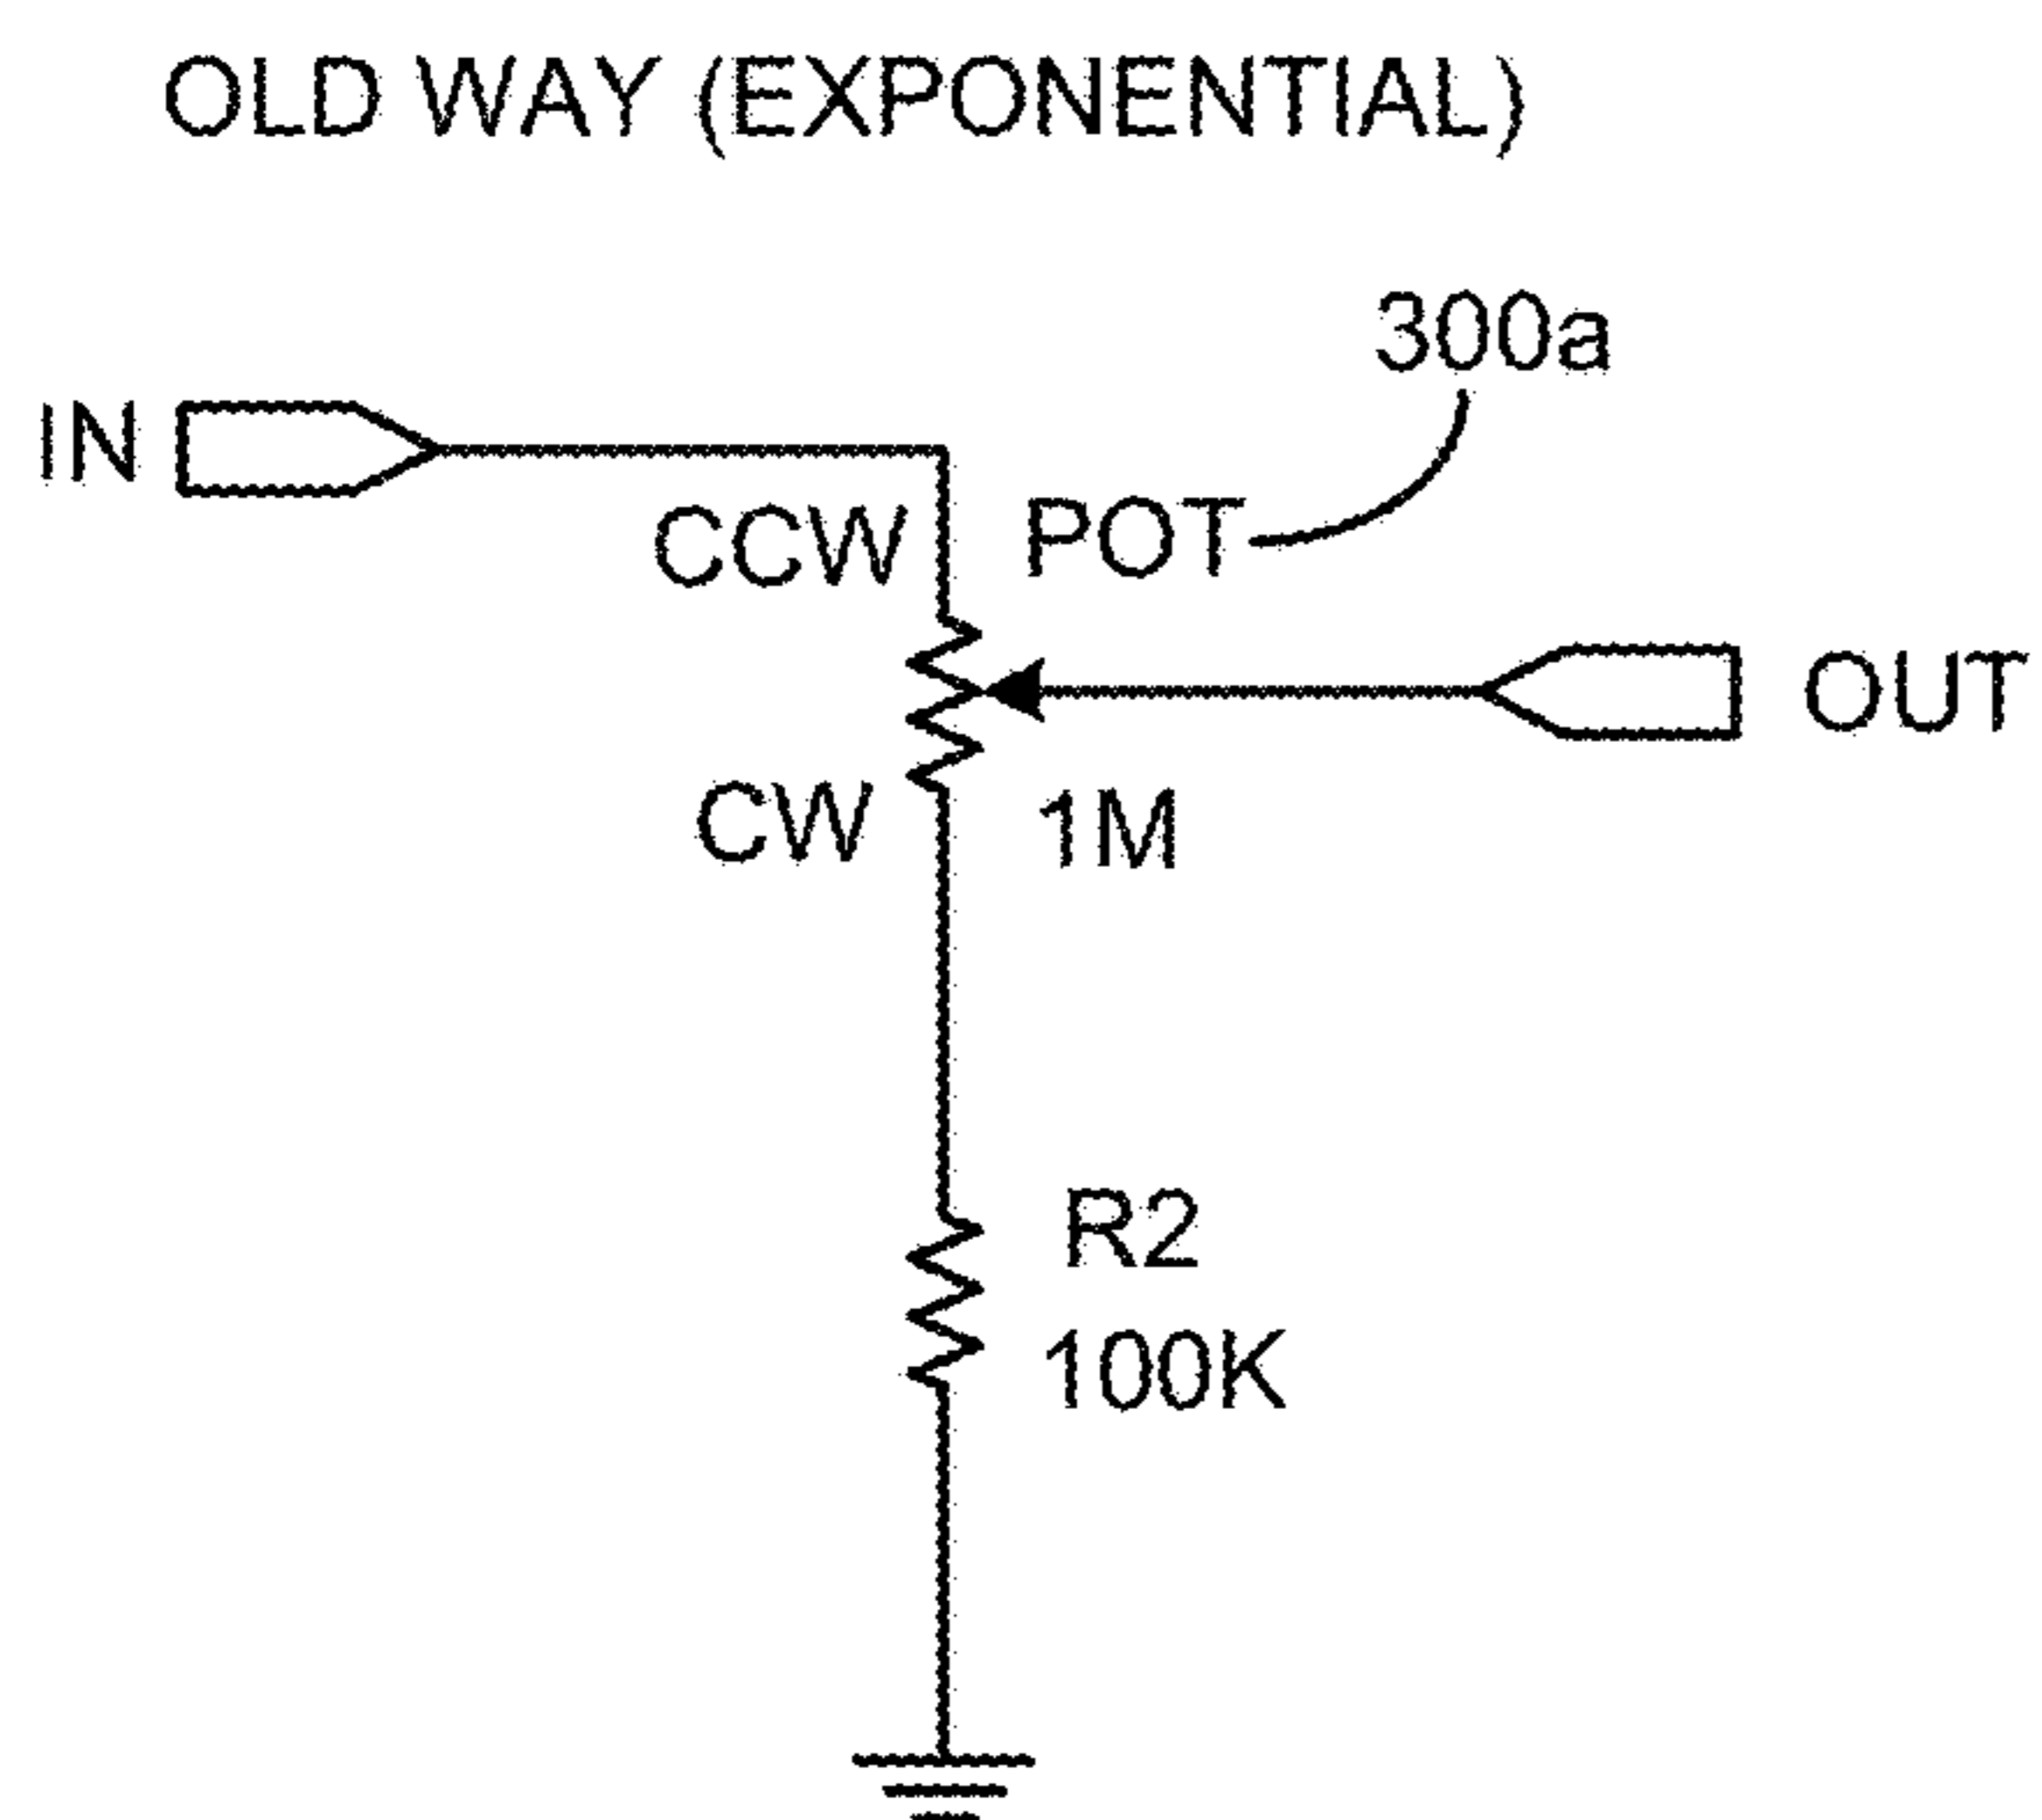 OLD WAY (EXPONENTIAL)
300a
IN
CCW
POT
OUT
CW
1M
R2
100K